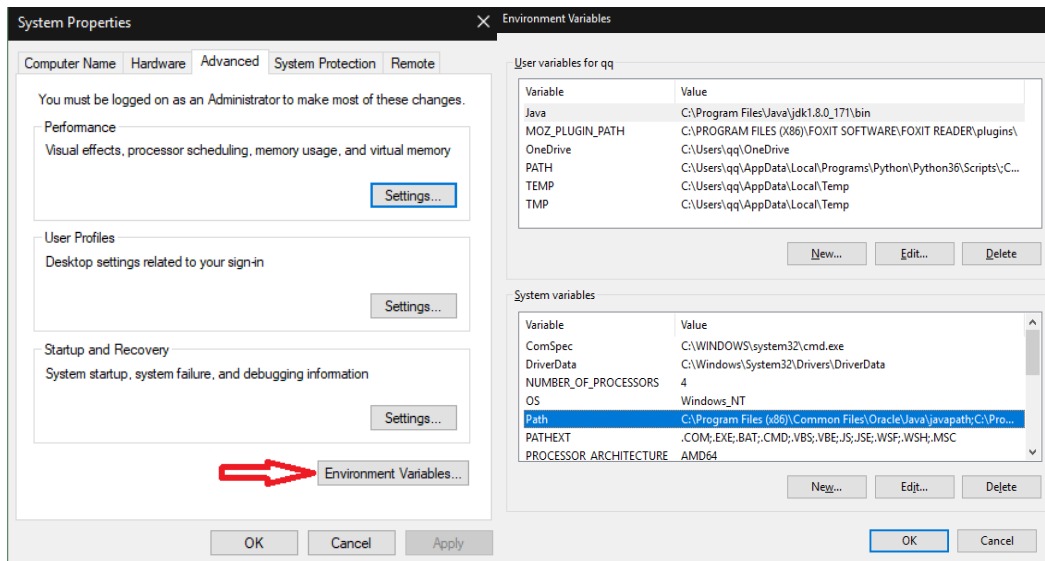 System Properties
Computer Name Hardware Advanced System Protection Remote
You must be logged on as an Administrator to make most of these changes.
Performance
Visual effects, processor scheduling, memory usage, and virtual memory
Settings...
User Profiles
Desktop settings related to your sign-in
Settings...
Startup and Recovery
System startup, system failure, and debugging information
Settings...
Environment Variables...
OK Cancel Apply
Environment Variables
User variables for qq
Variable Value
Java C:\Program Files\Java\jdk1.8.0_171\bin
MOZ_PLUGIN_PATH C:\PROGRAM FILES (X86)\FOXIT SOFTWARE\FOXIT READER\plugins\
OneDrive C:\Users\qq\OneDrive
PATH C:\Users\qq\AppData\Local\Programs\Python\Python36\Scripts\;C...
TEMP C:\Users\qq\AppData\Local\Temp
TMP C:\Users\qq\AppData\Local\Temp
New... Edit... Delete
System variables
Variable Value
ComSpec C:\WINDOWS\system32\cmd.exe
DriverData C:\Windows\System32\Drivers\DriverData
NUMBER_OF_PROCESSORS 4
OS Windows_NT
Path C:\Program Files (x86)\Common Files\Oracle\Java\javapath;C:\Pro...
PATHEXT .COM;.EXE;.BAT;.CMD;.VBS;.VBE;.JS;.JSE;.WSF;.WSH;.MSC
PROCESSOR_ARCHITECTURE AMD64
New... Edit... Delete
OK Cancel